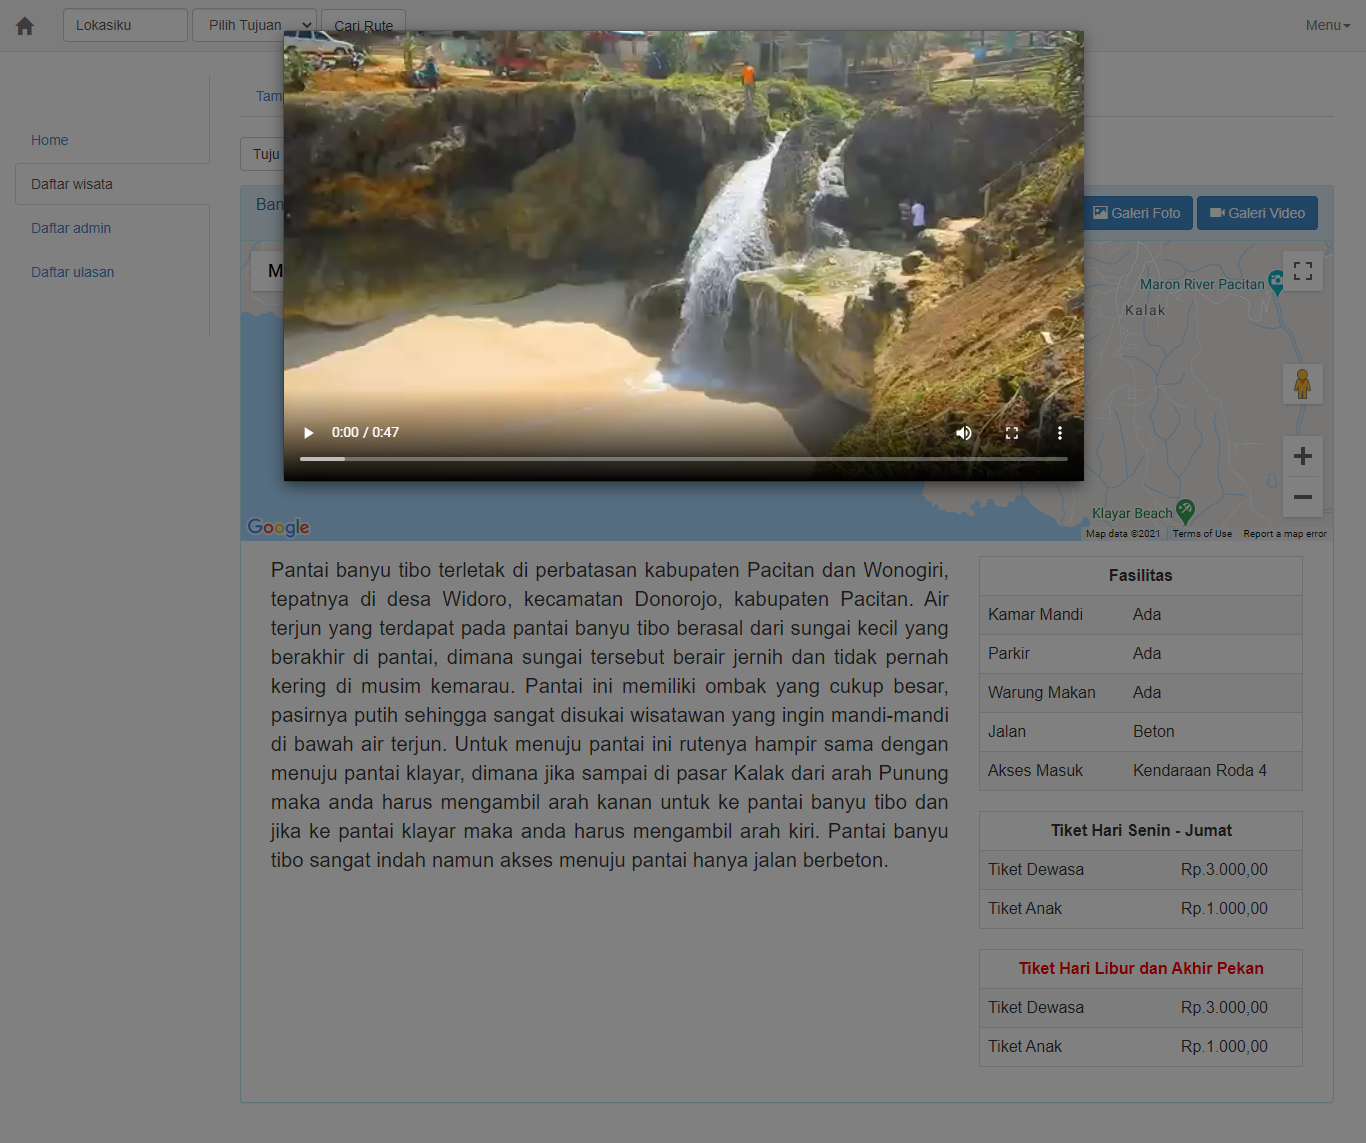 Lokasiku
Pilih Tujuan
Cari Rute
Menu
Home
Daftar wisata
Daftar admin
Daftar ulasan
Tuju
Galeri Foto
Galeri Video
Maron River Pacitan
Kalak
Klayar Beach
0:00 / 0:47
Google
Map data ©2021
Terms of Use
Report a map error
Pantai banyu tibo terletak di perbatasan kabupaten Pacitan dan Wonogiri,
tepatnya di desa Widoro, kecamatan Donorojo, kabupaten Pacitan. Air
terjun yang terdapat pada pantai banyu tibo berasal dari sungai kecil yang
berakhir di pantai, dimana sungai tersebut berair jernih dan tidak pernah
kering di musim kemarau. Pantai ini memiliki ombak yang cukup besar,
pasirnya putih sehingga sangat disukai wisatawan yang ingin mandi-mandi
di bawah air terjun. Untuk menuju pantai ini rutenya hampir sama dengan
menuju pantai klayar, dimana jika sampai di pasar Kalak dari arah Punung
maka anda harus mengambil arah kanan untuk ke pantai banyu tibo dan
jika ke pantai klayar maka anda harus mengambil arah kiri. Pantai banyu
tibo sangat indah namun akses menuju pantai hanya jalan berbeton.
Fasilitas
Kamar Mandi Ada
Parkir Ada
Warung Makan Ada
Jalan Beton
Akses Masuk Kendaraan Roda 4
Tiket Hari Senin - Jumat
Tiket Dewasa Rp.3.000,00
Tiket Anak Rp.1.000,00
Tiket Hari Libur dan Akhir Pekan
Tiket Dewasa Rp.3.000,00
Tiket Anak Rp.1.000,00